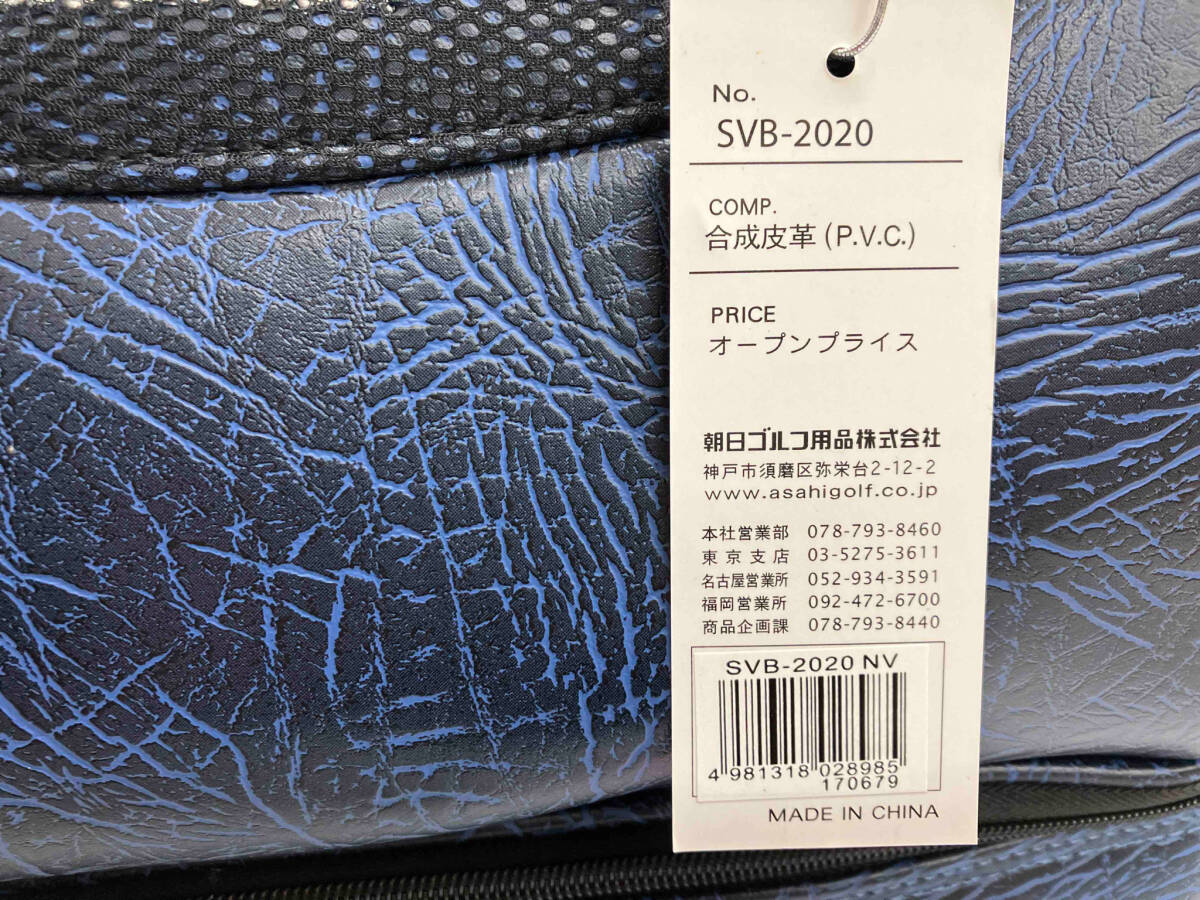 No.
SVB-2020
COMP.
合成皮革 (P.V.C.)
PRICE
オープンプライス
朝日ゴルフ用品株式会社
神戸市須磨区弥栄台2-12-2
www.asahigolf.co.jp
本社営業部 078-793-8460
東京支店 03-5275-3611
名古屋営業所 052-934-3591
福岡営業所 092-472-6700
商品企画課 078-793-8440
SVB-2020 NV
4 981318 028985
170679
MADE IN CHINA